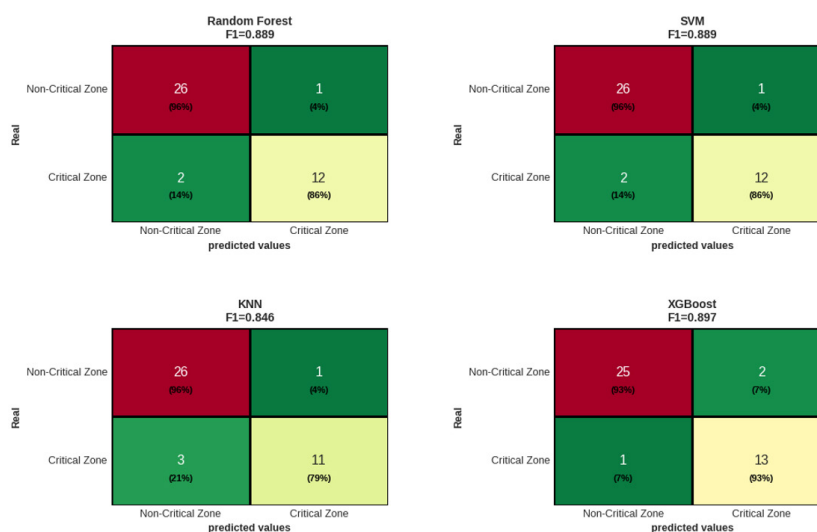 Random Forest
F1=0.889
Real
Non-Critical Zone
26
(96%)
1
(4%)
Critical Zone
2
(14%)
12
(86%)
Non-Critical Zone
Critical Zone
predicted values
SVM
F1=0.889
Real
Non-Critical Zone
26
(96%)
1
(4%)
Critical Zone
2
(14%)
12
(86%)
Non-Critical Zone
Critical Zone
predicted values
KNN
F1=0.846
Real
Non-Critical Zone
26
(96%)
1
(4%)
Critical Zone
3
(21%)
11
(79%)
Non-Critical Zone
Critical Zone
predicted values
XGBoost
F1=0.897
Real
Non-Critical Zone
25
(93%)
2
(7%)
Critical Zone
1
(7%)
13
(93%)
Non-Critical Zone
Critical Zone
predicted values